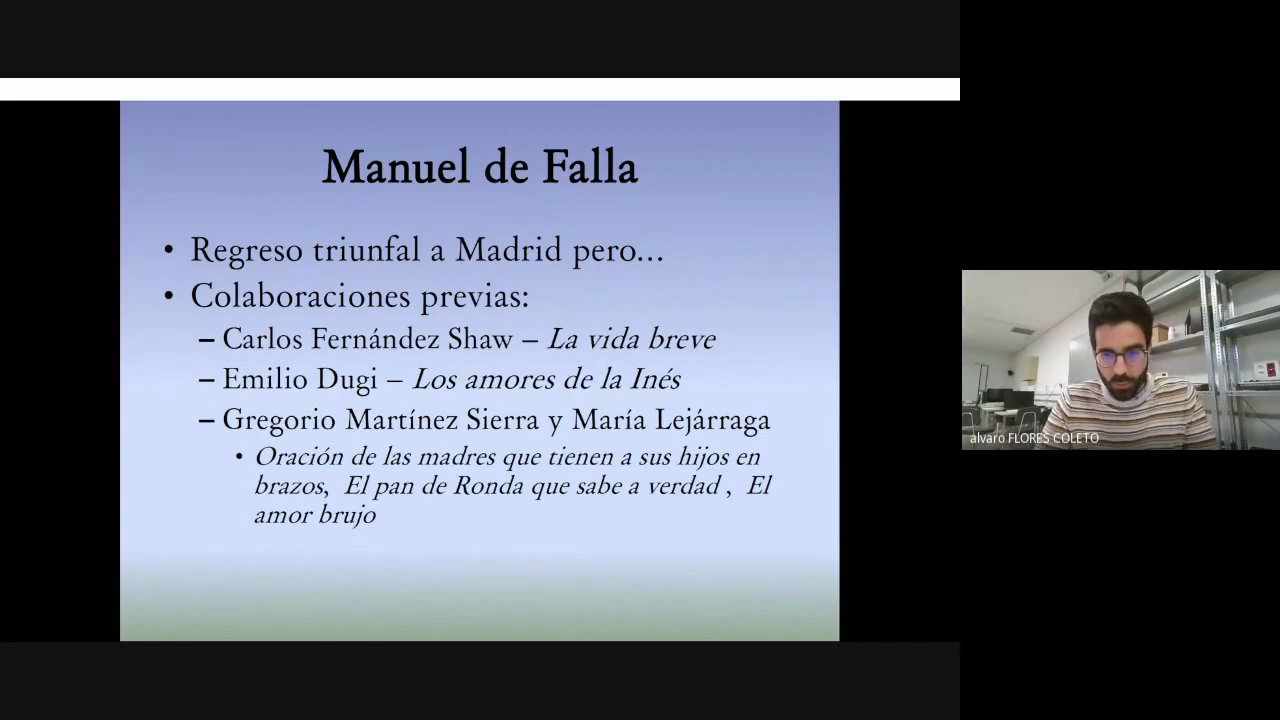 Manuel de Falla
• Regreso triunfal a Madrid pero...
• Colaboraciones previas:
– Carlos Fernández Shaw – La vida breve
– Emilio Dugi – Los amores de la Inés
– Gregorio Martínez Sierra y María Lejárraga
• Oración de las madres que tienen a sus hijos en
brazos, El pan de Ronda que sabe a verdad , El
amor brujo
alvaro FLORES COLETO